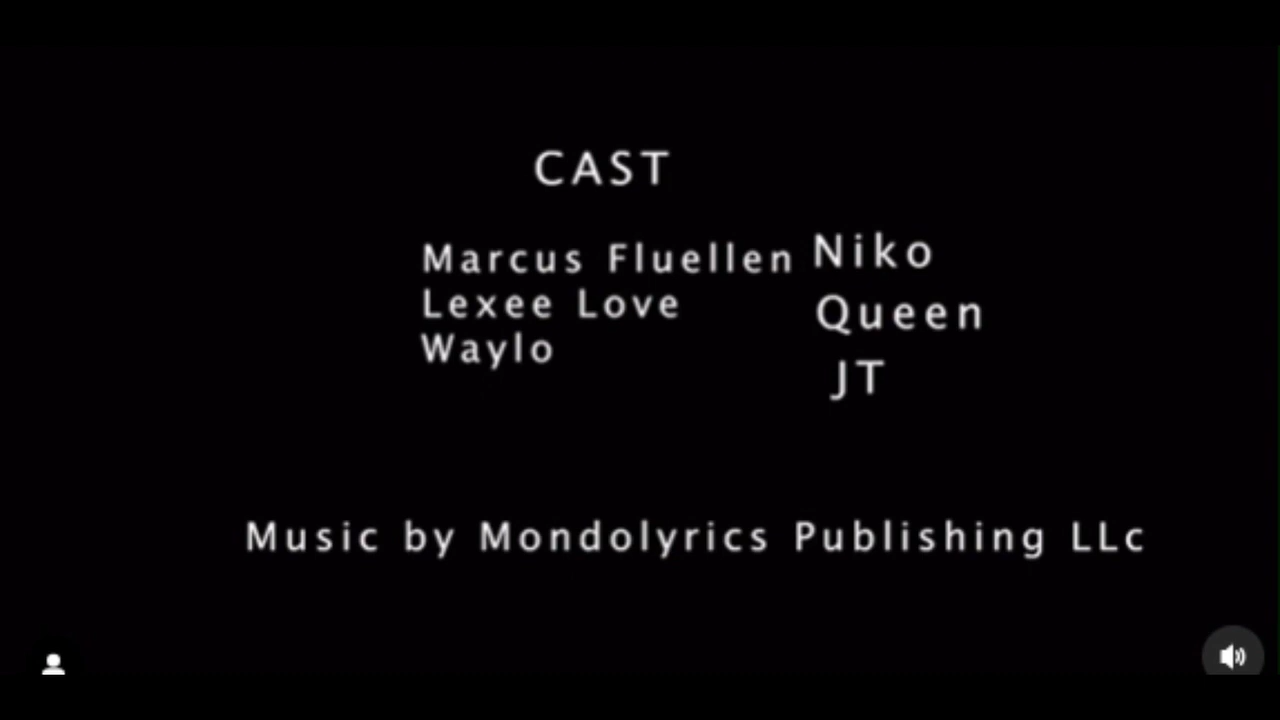 CAST
Marcus Fluellen
Lexee Love
Waylo
Niko
Queen
JT
Music by Mondolyrics Publishing LLc